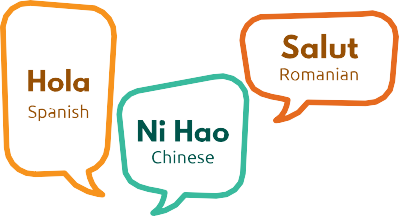 Hola
Spanish
Ni Hao
Chinese
Salut
Romanian